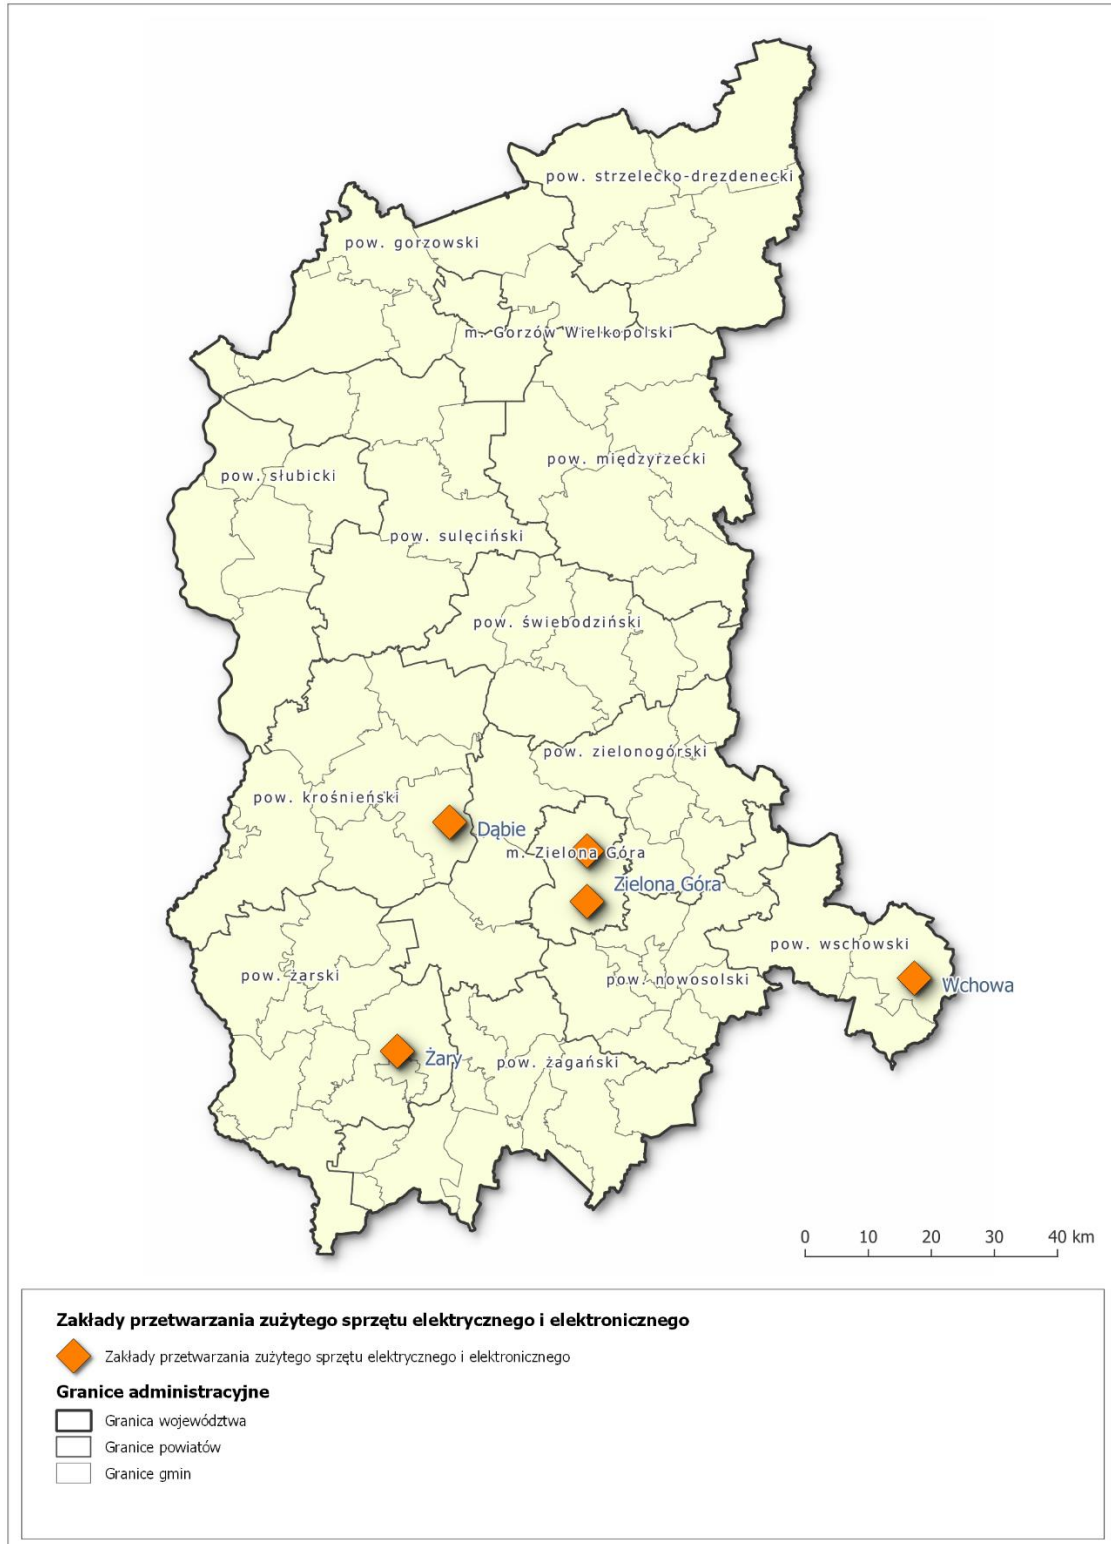 pow. strzelecko-drezdenecki
pow. gorzowski
m. Gorzów Wielkopolski
pow. międzyrzecki
pow. słubicki
pow. sulęciński
pow. świebodziński
pow. zielonogórski
pow. krośnieński
Dąbie
m. Zielona Góra
Zielona Góra
pow. wschowski
pow. żarski
pow. nowosolski
Wchowa
Żary
pow. żagański
0 10 20 30 40 km
Zakłady przetwarzania zużytego sprzętu elektrycznego i elektronicznego
Zakłady przetwarzania zużytego sprzętu elektrycznego i elektronicznego
Granice administracyjne
Granica województwa
Granice powiatów
Granice gmin